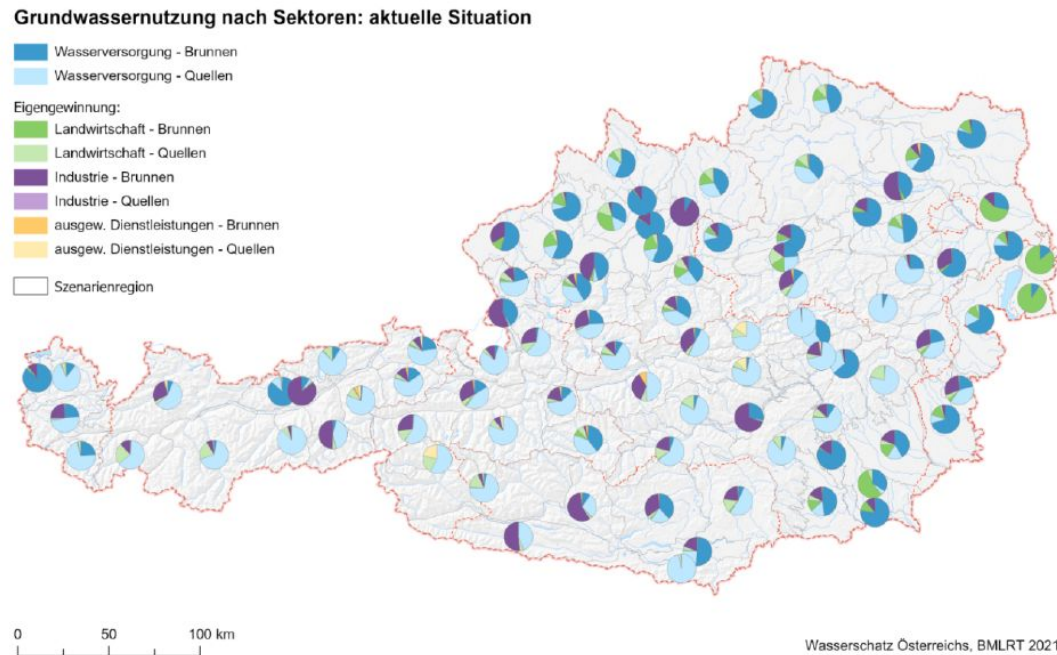 Grundwassernutzung nach Sektoren: aktuelle Situation
Wasserversorgung - Brunnen
Wasserversorgung - Quellen
Eigengewinnung:
Landwirtschaft - Brunnen
Landwirtschaft - Quellen
Industrie - Brunnen
Industrie - Quellen
ausgew. Dienstleistungen - Brunnen
ausgew. Dienstleistungen - Quellen
Szenarienregion
0 50 100 km
Wasserschatz Österreichs, BMLRT 2021